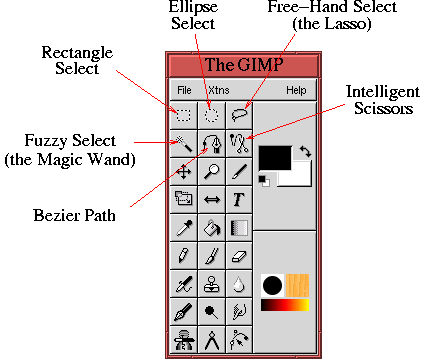 Ellipse
Select
Free-Hand Select
(the Lasso)
Rectangle
Select
The GIMP
File Xtns Help
Intelligent
Scissors
Fuzzy Select
(the Magic Wand)
Bezier Path
T